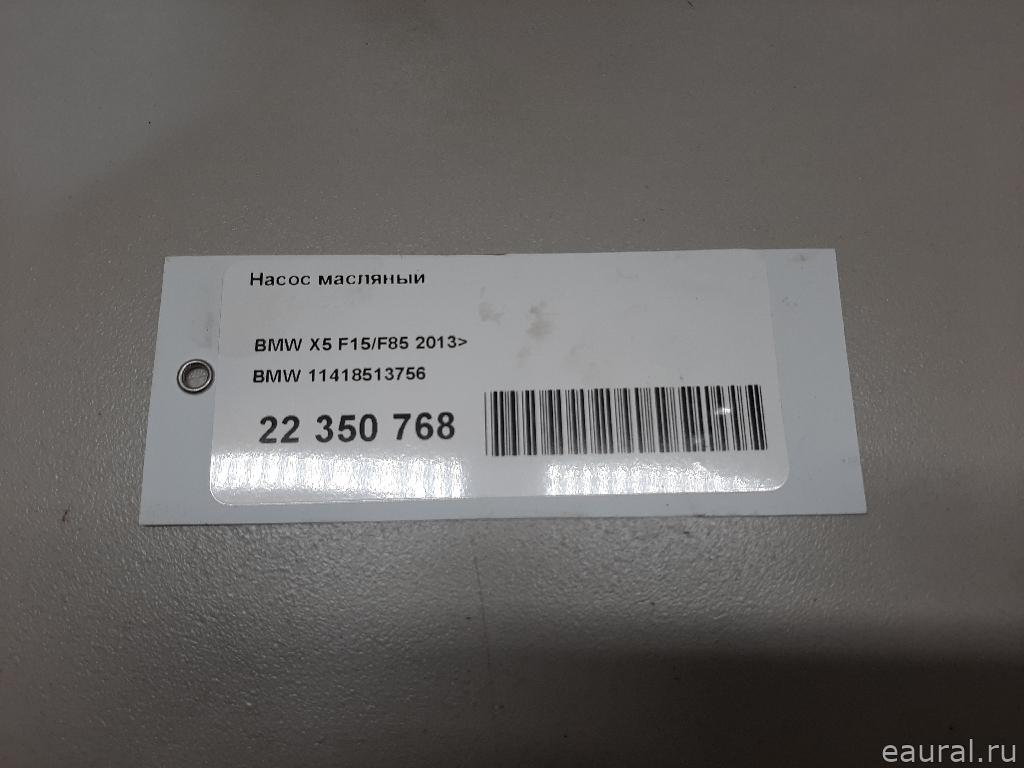 Насос масляный
BMW X5 F15/F85 2013>
BMW 11418513756
22 350 768
eaural.ru